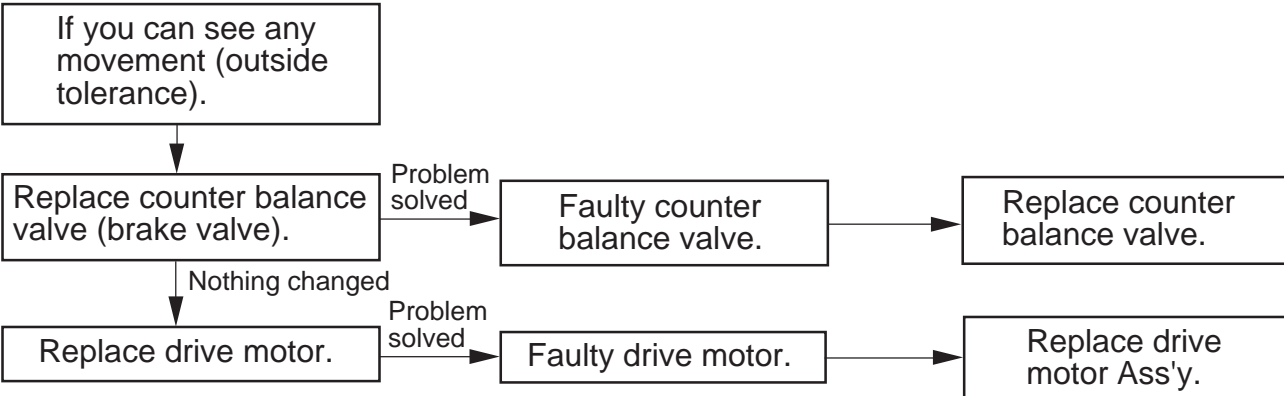 If you can see any
movement (outside
tolerance).
Replace counter balance
valve (brake valve).
Problem
solved
Faulty counter
balance valve.
Replace counter
balance valve.
Nothing changed
Replace drive motor.
Problem
solved
Faulty drive motor.
Replace drive
motor Ass'y.